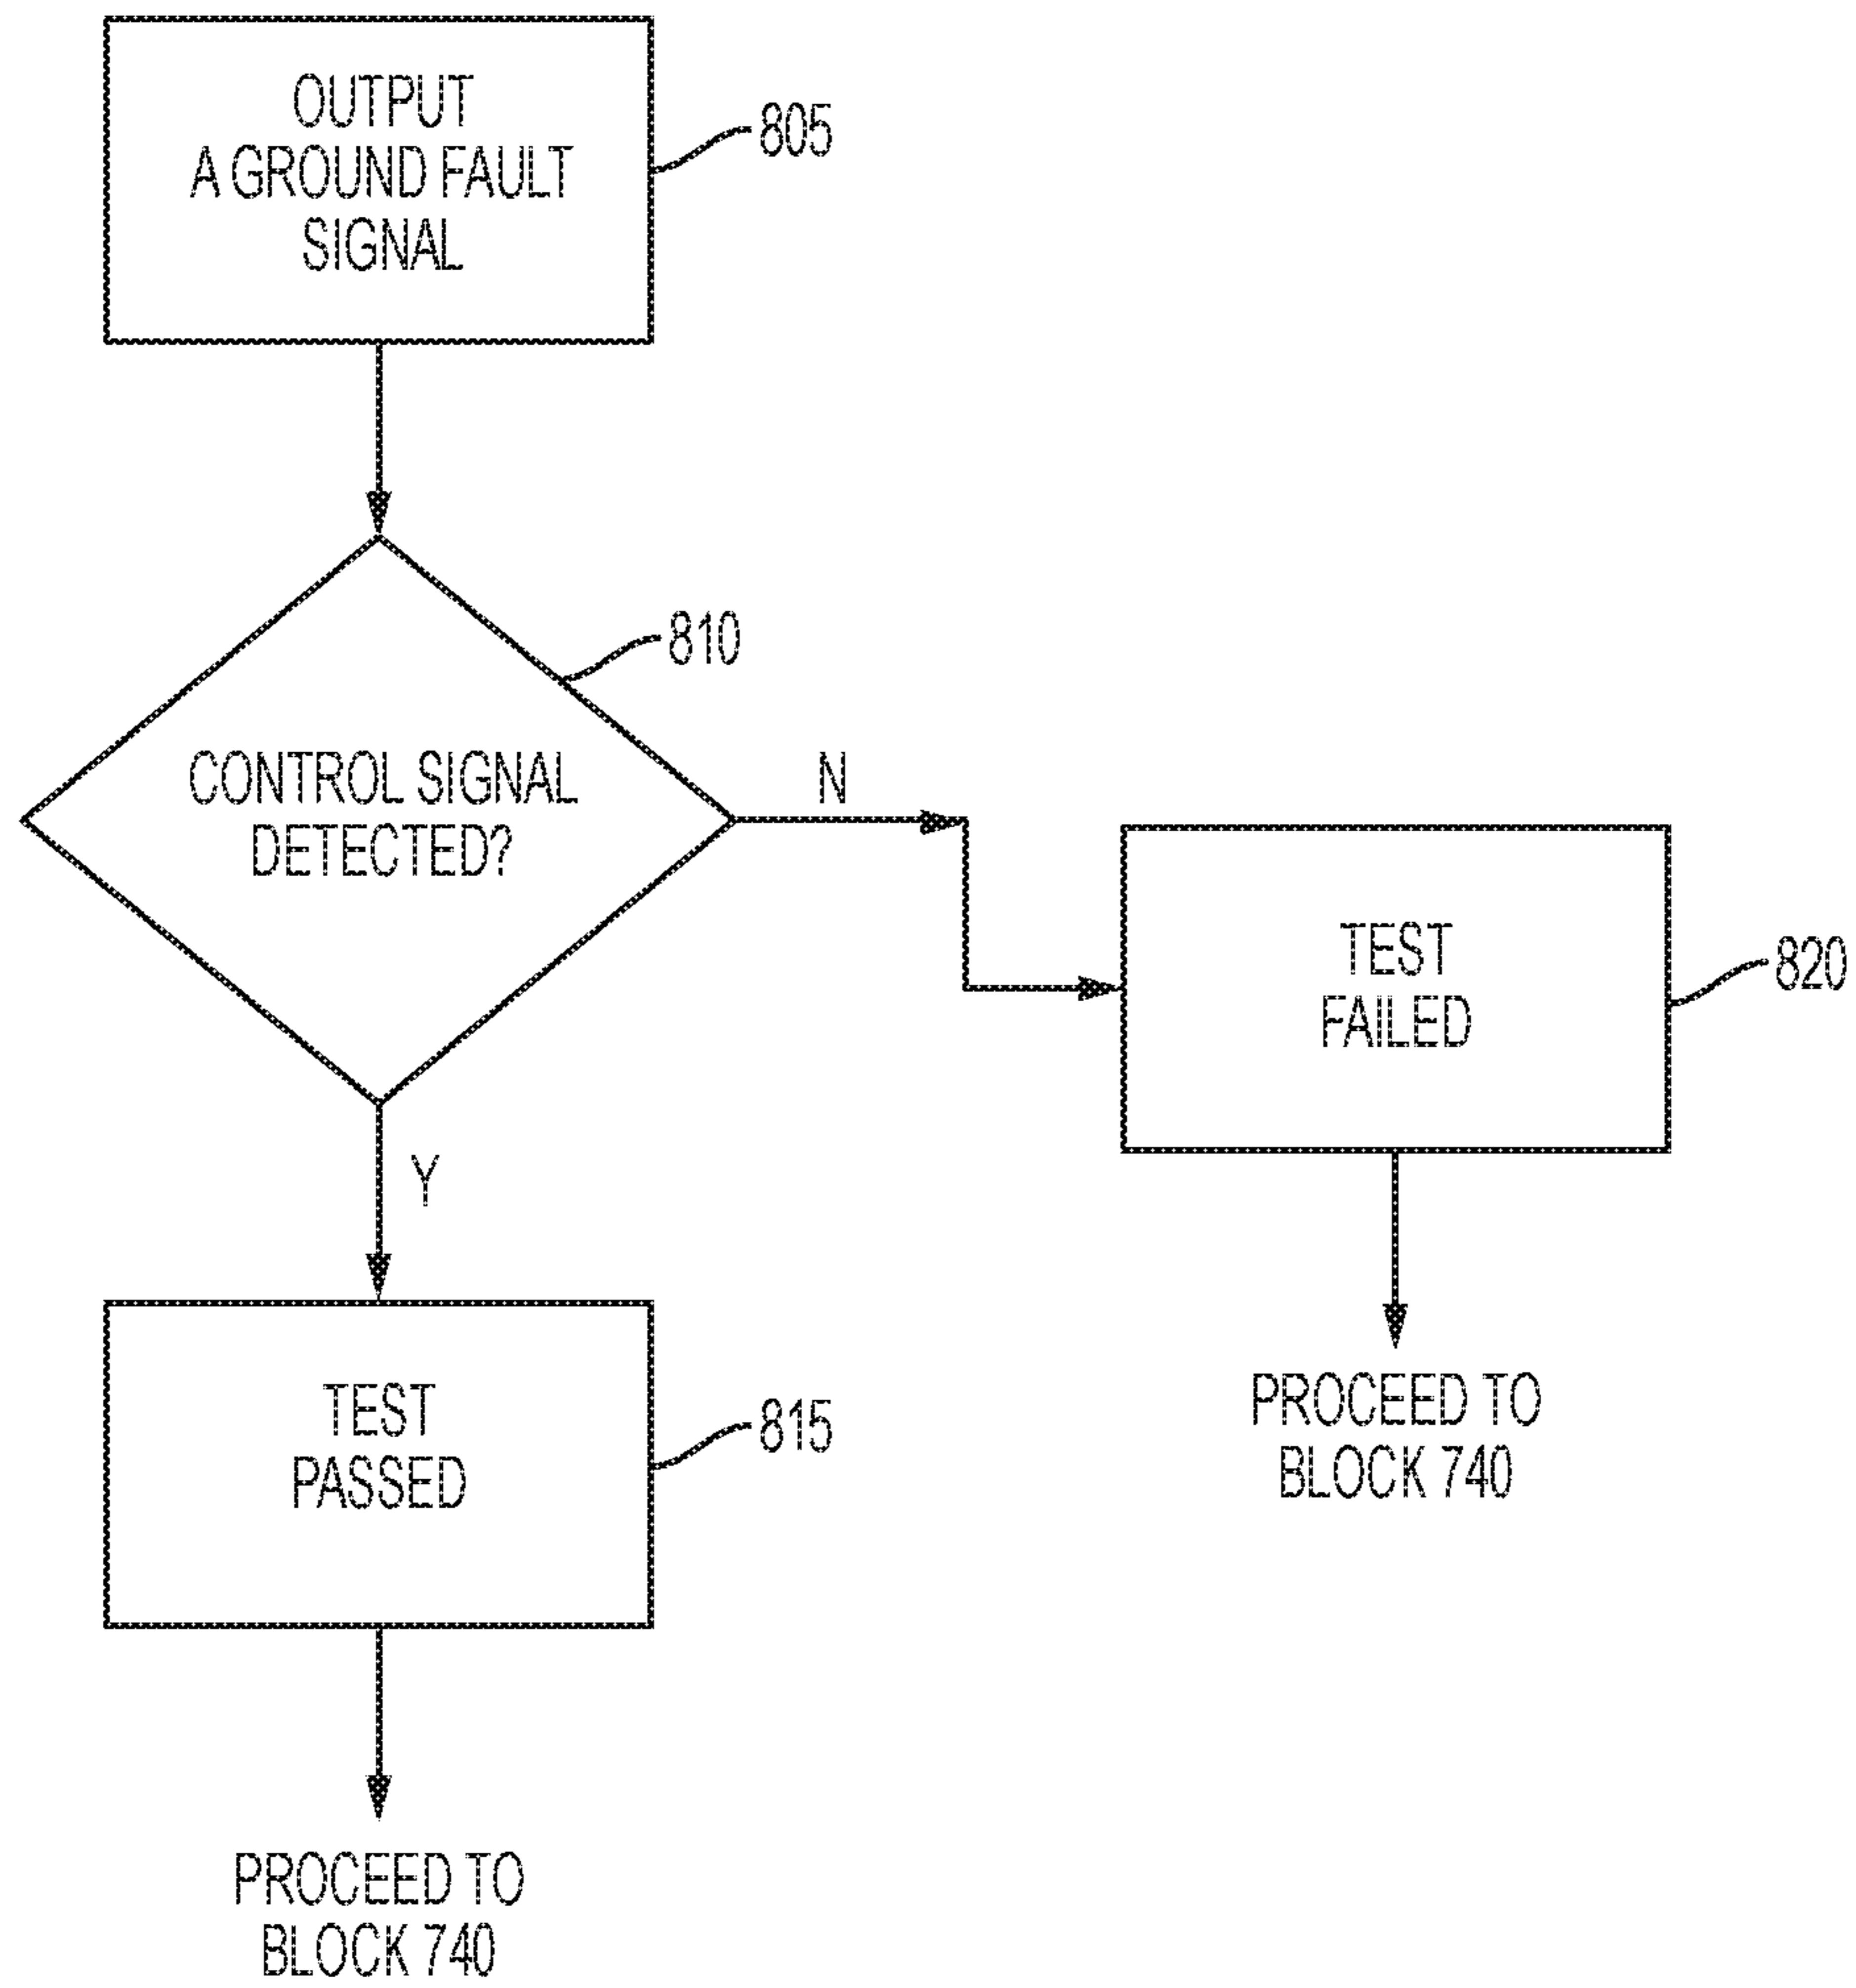 OUTPUT
A GROUND FAULT
SIGNAL
805
810
CONTROL SIGNAL
DETECTED?
N
TEST
FAILED
820
Y
TEST
PASSED
815
PROCEED TO
BLOCK 740
PROCEED TO
BLOCK 740